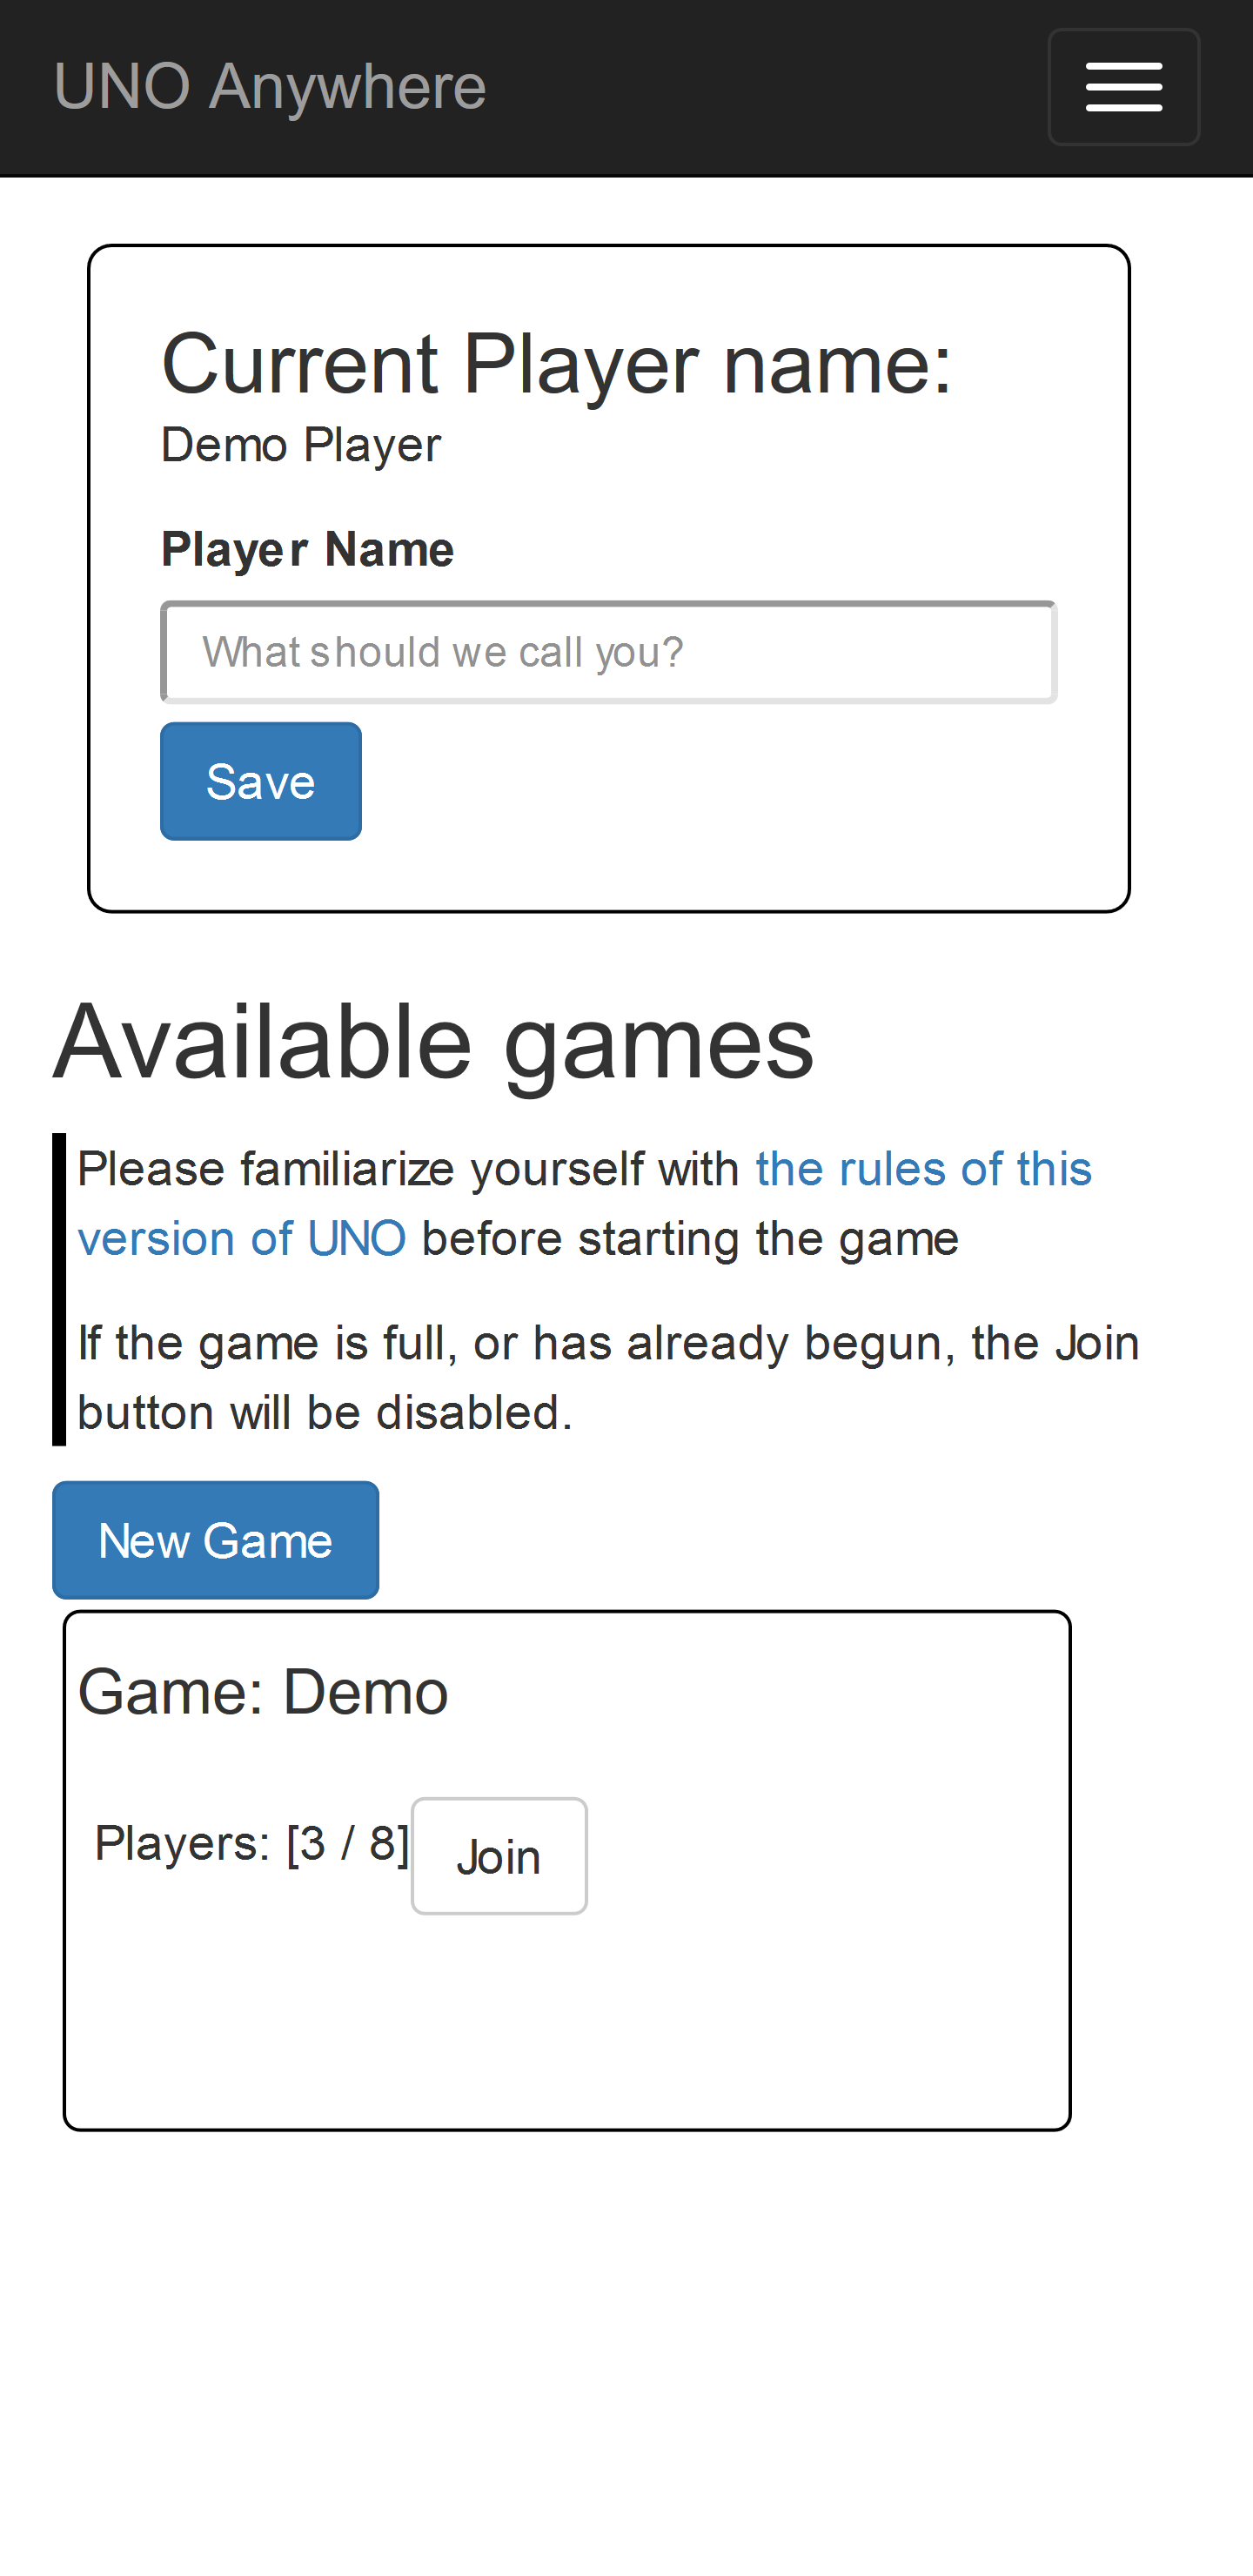 UNO Anywhere
Current Player name:
Demo Player
Player Name
What should we call you?
Save
Available games
Please familiarize yourself with the rules of this
version of UNO before starting the game
If the game is full, or has already begun, the Join
button will be disabled.
New Game
Game: Demo
Players: [3 / 8] Join